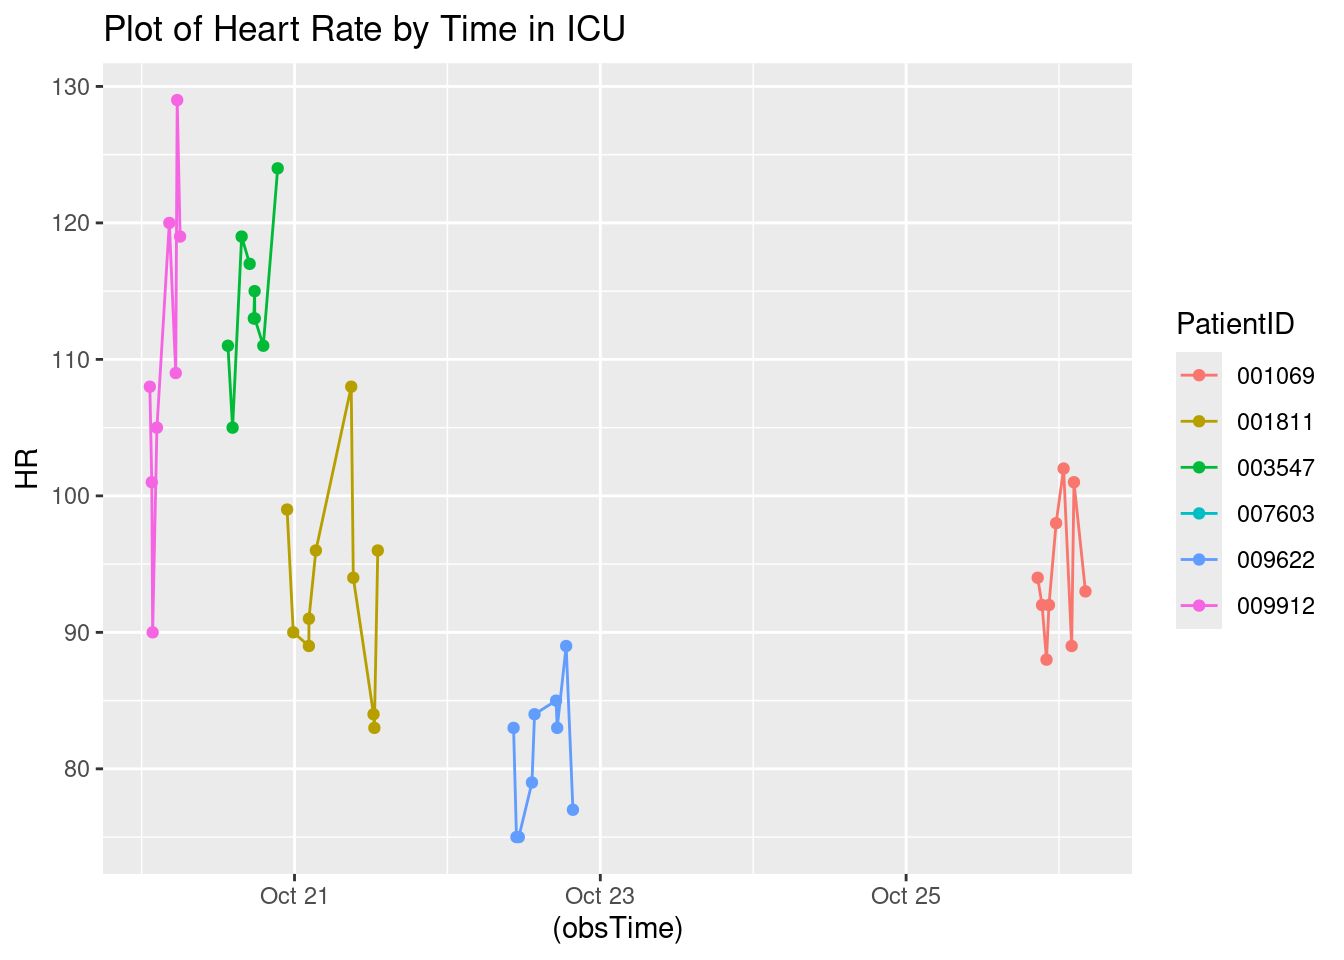 Plot of Heart Rate by Time in ICU
130
120
110
100
90
80
HR
Oct 21
Oct 23
Oct 25
(obsTime)
PatientID
001069
001811
003547
007603
009622
009912